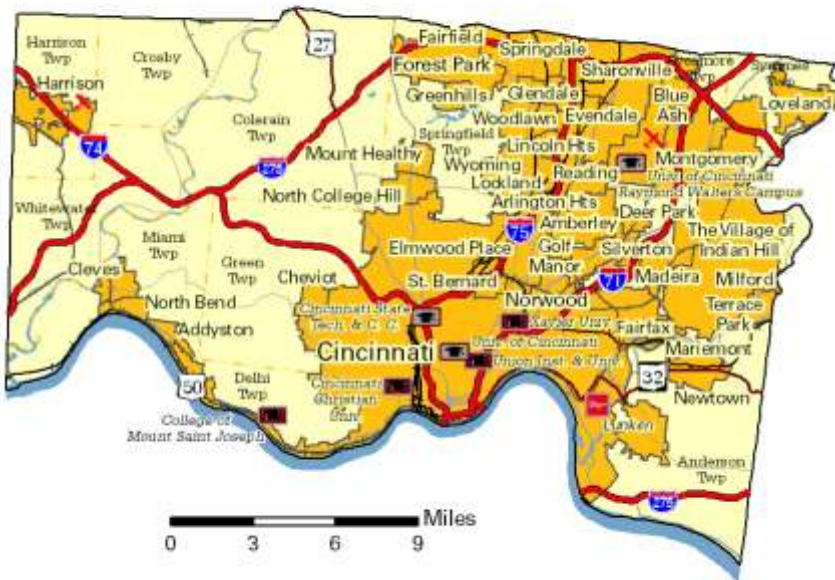 Harrison
Twp
Crosby
Twp
27
Fairfield
Springdale
Forest Park
Sharonville
Sycamore
Twp
Symmes
Twp
Harrison
Greenhills
Glendale
Blue
Ash
Loveland
Colerain
Twp
Woodlawn
Evendale
Springfield
Twp
74
275
Mount Healthy
Lincoln Hts
Wyoming
Reading
Montgomery
Lockland
Univ. of Cincinnati
Raymond Walters Campus
North College Hill
Arlington Hts
Deer Park
Whitewater
Twp
Amberley
The Village of
Indian Hill
75
Miami
Twp
Elmwood Place
Golf
Manor
Silverton
Green
Twp
Cleves
Cheviot
St. Bernard
71
Madeira
Milford
North Bend
Norwood
Terrace
Park
Cincinnati State
Tech. & C. C.
Xavier Univ
Addyston
Fairfax
Cincinnati
Univ. of Cincinnati
Mariemont
Union Inst. & Univ.
32
50
Delhi
Twp
Cincinnati
Christian
Univ
Newtown
College of
Mount Saint Joseph
Lunken
Anderson
Twp
275
Miles
0 3 6 9